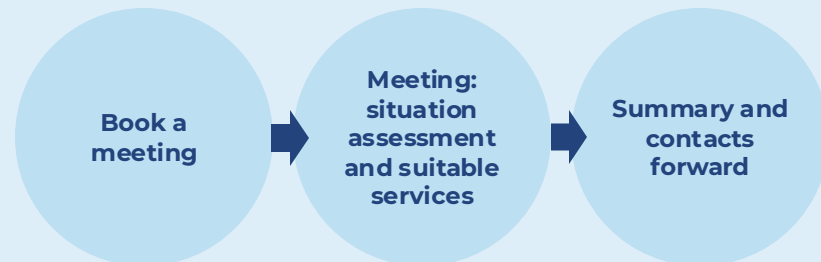 Book a
meeting
Meeting:
situation
assessment
and suitable
services
Summary and
contacts
forward